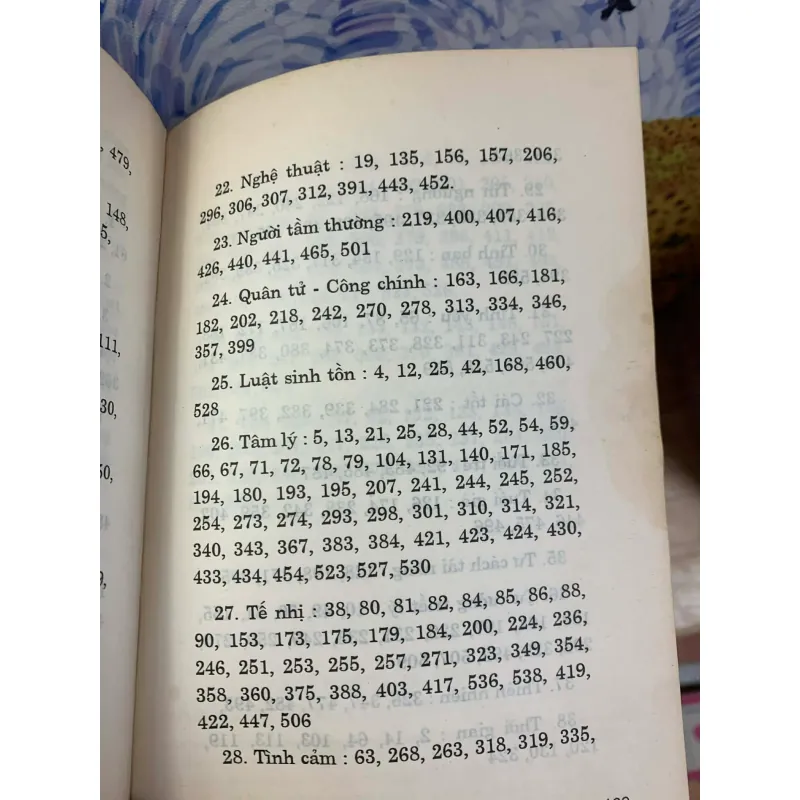 479,
148,
5,
111,
30,
50,
9,
22. Nghệ thuật : 19, 135, 156, 157, 206,
296, 306, 307, 312, 391, 443, 452.
23. Người tầm thường : 219, 400, 407, 416,
426, 440, 441, 465, 501
24. Quân tử - Công chính : 163, 166, 181,
182, 202, 218, 242, 270, 278, 313, 334, 346,
357, 399
25. Luật sinh tồn : 4, 12, 25, 42, 168, 460,
528
26. Tâm lý : 5, 13, 21, 25, 28, 44, 52, 54, 59,
66, 67, 71, 72, 78, 79, 104, 131, 140, 171, 185,
194, 180, 193, 195, 207, 241, 244, 245, 252,
254, 273, 274, 293, 298, 301, 310, 314, 321,
340, 343, 367, 383, 384, 421, 423, 424, 430,
433, 434, 454, 523, 527, 530
27. Tế nhị : 38, 80, 81, 82, 84, 85, 86, 88,
90, 153, 173, 175, 179, 184, 200, 224, 236,
246, 251, 253, 255, 257, 271, 323, 349, 354,
358, 360, 375, 388, 403, 417, 536, 538, 419,
422, 447, 506
28. Tình cảm : 63, 268, 263, 318, 319, 335,